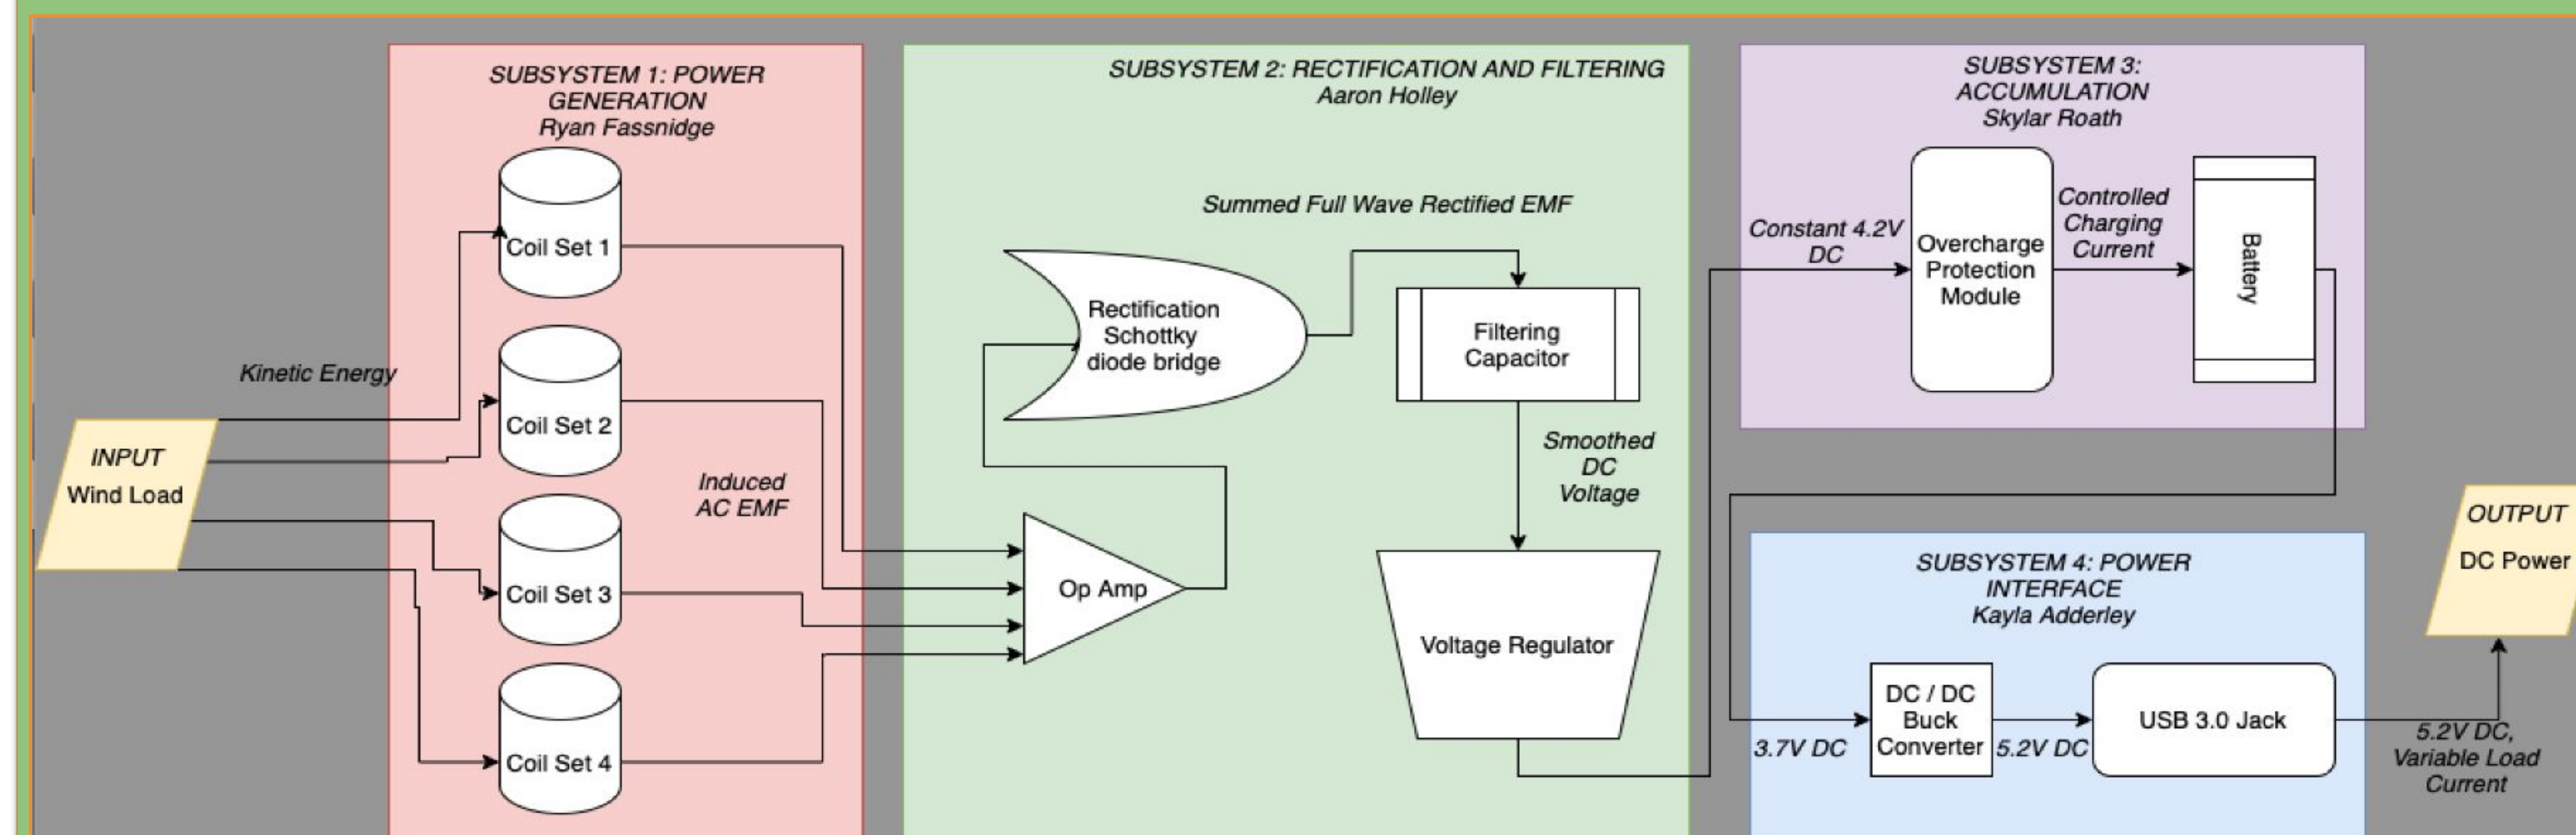 SUBSYSTEM 1: POWER
GENERATION
Ryan Fassnidge
Coil Set 1
Coil Set 2
Coil Set 3
Coil Set 4
Kinetic Energy
INPUT
Wind Load
Induced
AC EMF
SUBSYSTEM 2: RECTIFICATION AND FILTERING
Aaron Holley
Summed Full Wave Rectified EMF
Rectification
Schottky
diode bridge
Filtering
Capacitor
Smoothed
DC
Voltage
Op Amp
Voltage Regulator
SUBSYSTEM 3:
ACCUMULATION
Skylar Roath
Constant 4.2V
DC
Overcharge
Protection
Module
Controlled
Charging
Current
Battery
SUBSYSTEM 4: POWER
INTERFACE
Kayla Adderley
3.7V DC
DC / DC
Buck
Converter
5.2V DC
USB 3.0 Jack
OUTPUT
DC Power
5.2V DC,
Variable Load
Current